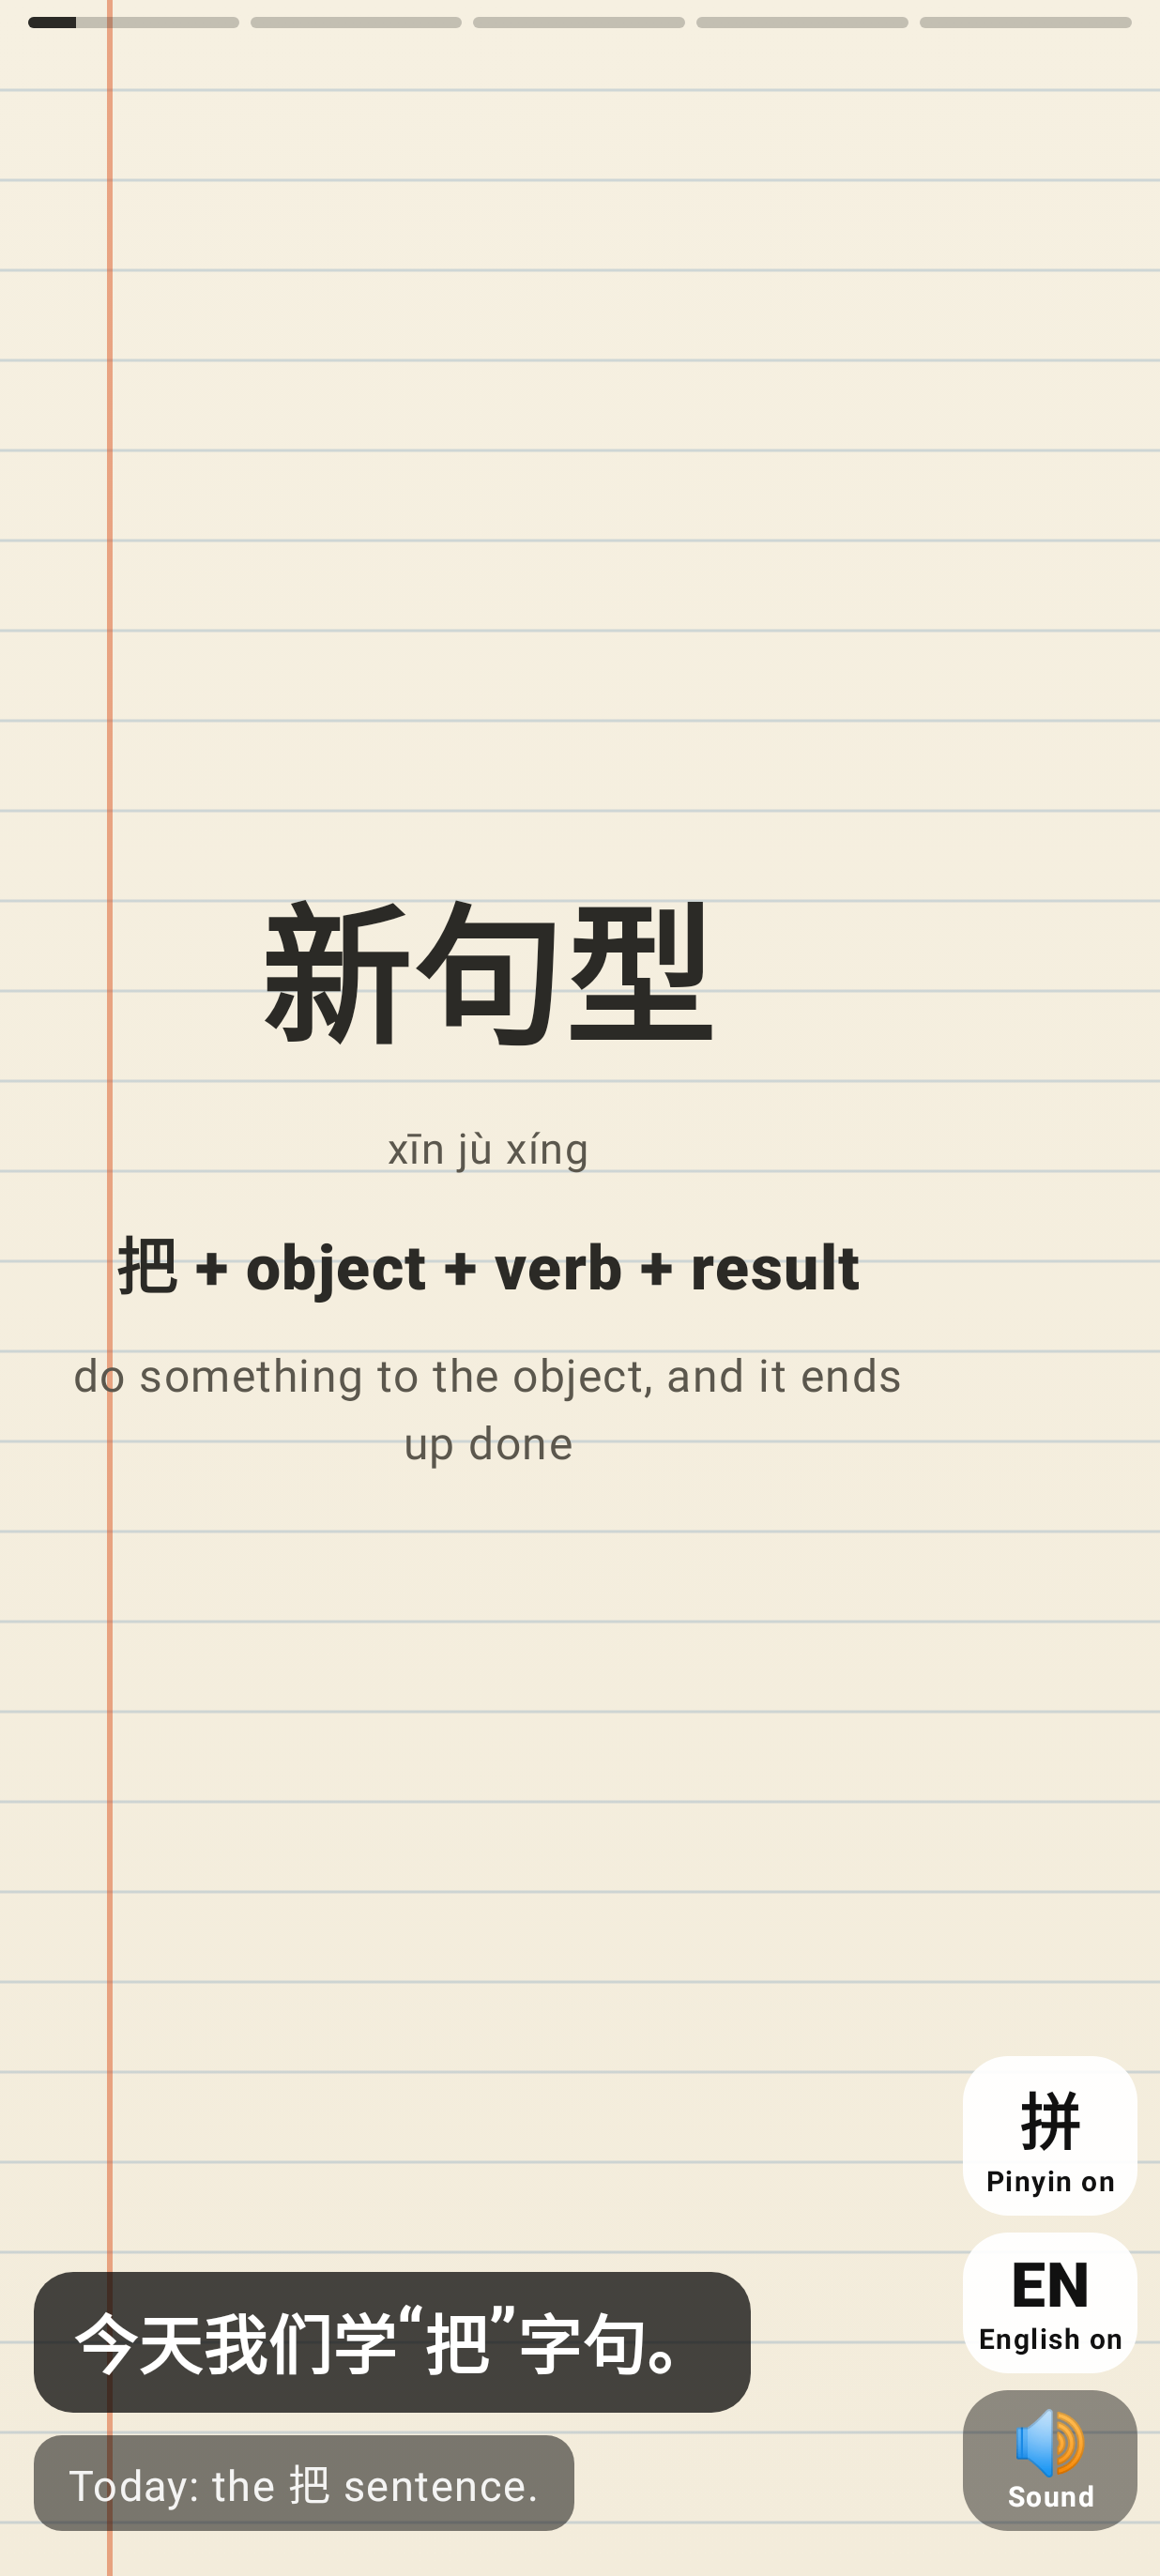 新句型
xīn jù xíng
把 + object + verb + result
do something to the object, and it ends
up done
拼
Pinyin on
EN
English on
今天我们学“把”字句。
Today: the 把 sentence.
Sound